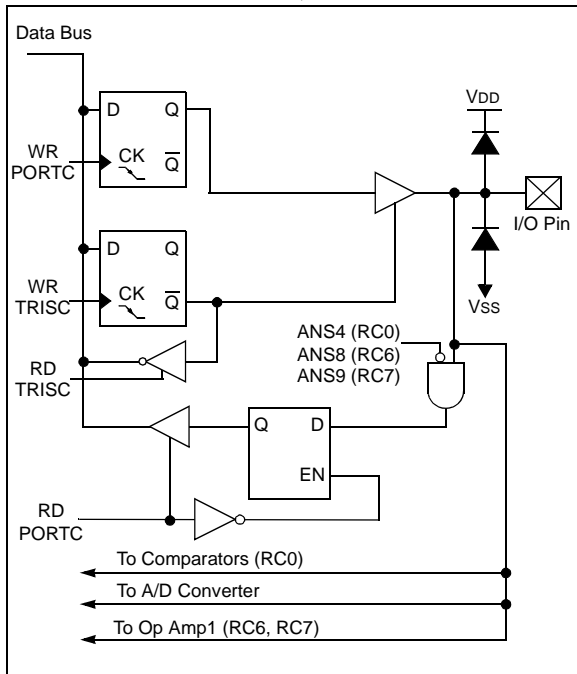 Data Bus
D Q
VDD
WR
PORTC
CK
Q
I/O Pin
D Q
WR
TRISC
CK
Q
VSS
ANS4 (RC0)
ANS8 (RC6)
ANS9 (RC7)
RD
TRISC
Q D
EN
RD
PORTC
To Comparators (RC0)
To A/D Converter
To Op Amp1 (RC6, RC7)